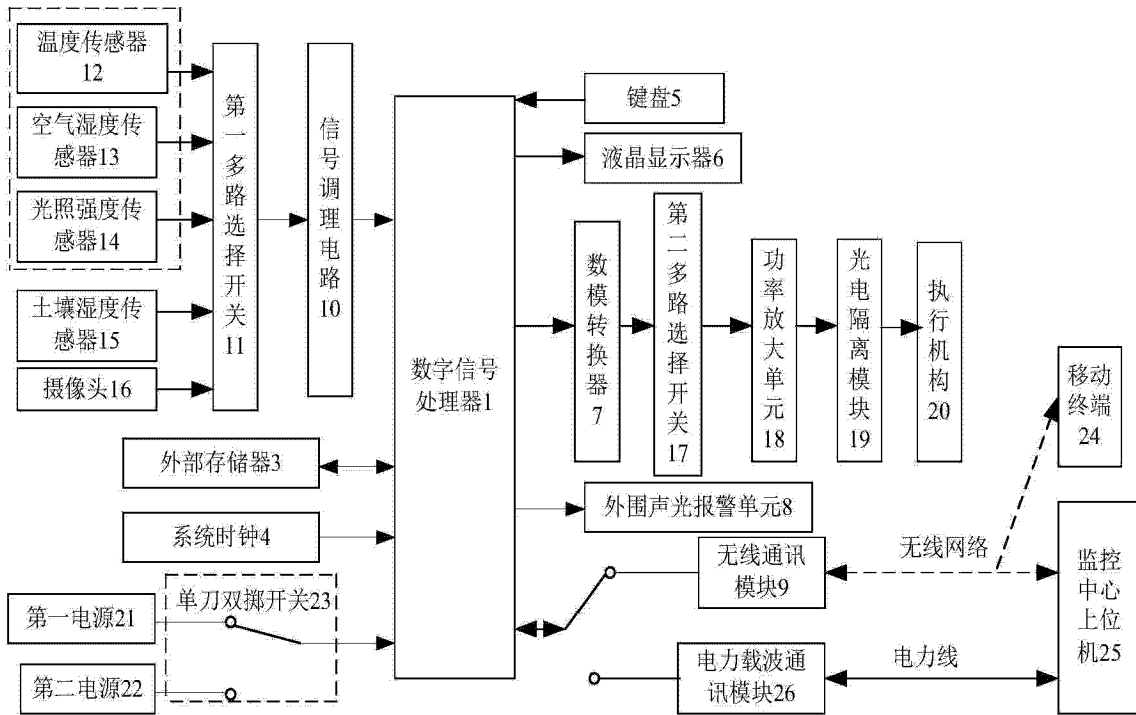 温度传感器
12
空气湿度传
感器13
光照强度传
感器14
土壤湿度传
感器15
摄像头16
第一多路选择开关11
信号调理电路10
数字信号
处理器1
键盘5
液晶显示器6
数模转换器7
第二多路选择开关17
功率放大单元18
光电隔离模块19
执行机构20
移动
终端
24
外部存储器3
系统时钟4
外围声光报警单元8
无线通讯
模块9
无线网络
监控
中心
上位
机25
单刀双掷开关23
第一电源21
第二电源22
电力载波通
讯模块26
电力线